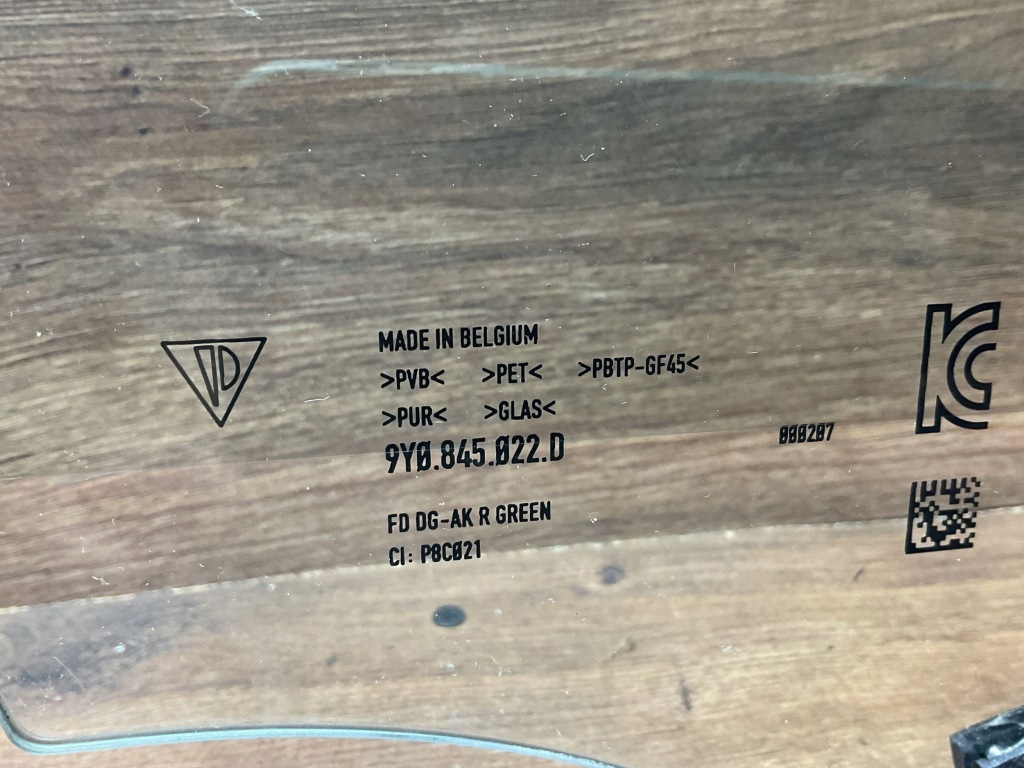 MADE IN BELGIUM
>PVB< >PET< >PBTP-GF45<
>PUR< >GLAS<
9Y0.845.022.D
000207
FD DG-AK R GREEN
CI: P8C021
KC